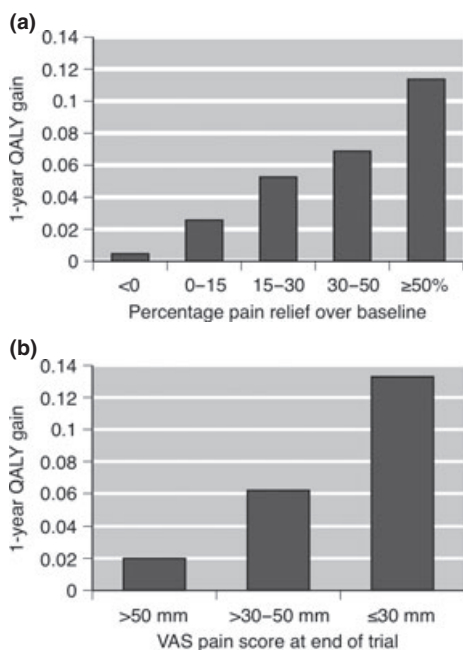 (a)
0.14
0.12
0.1
0.08
0.06
0.04
0.02
0
1-year QALY gain
<0 0–15 15–30 30–50 ≥50%
Percentage pain relief over baseline
(b)
0.14
0.12
0.1
0.08
0.06
0.04
0.02
0
1-year QALY gain
>50 mm >30–50 mm ≤30 mm
VAS pain score at end of trial